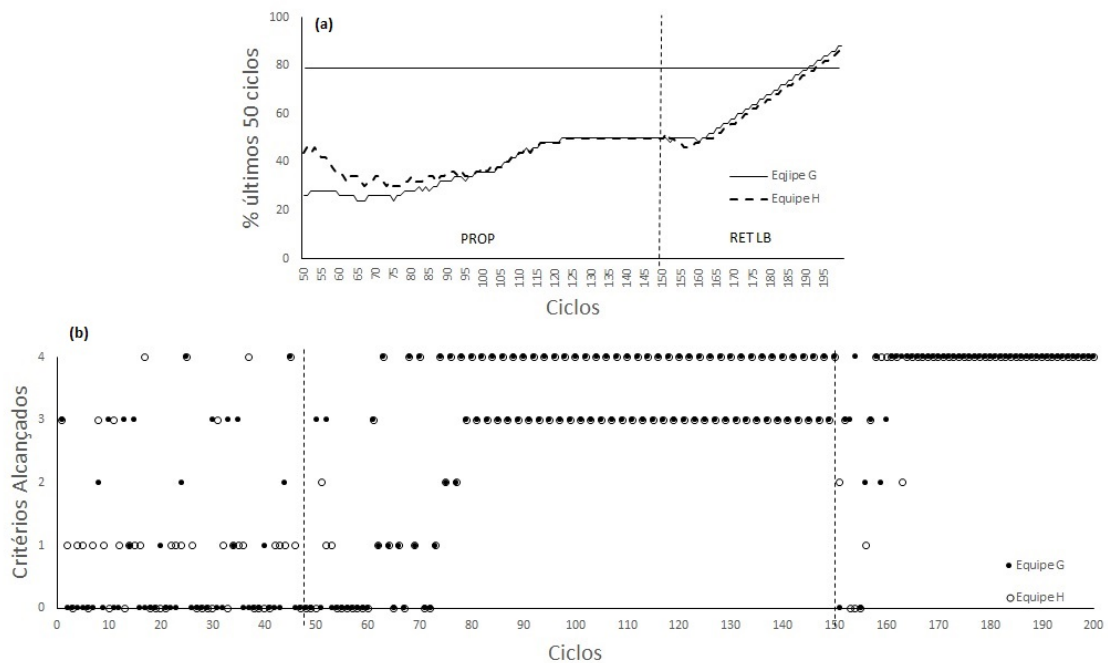 (a)
% últimos 50 ciclos
100
80
60
40
20
0
Eqjipe G
Equipe H
PROP
RET LB
50 55 60 65 70 75 80 85 90 95 100 105 110 115 120 125 130 135 140 145 150 155 160 165 170 175 180 185 190 195
Ciclos
(b)
Critérios Alcançados
4
3
2
1
0
Equipe G
Equipe H
0 10 20 30 40 50 60 70 80 90 100 110 120 130 140 150 160 170 180 190 200
Ciclos